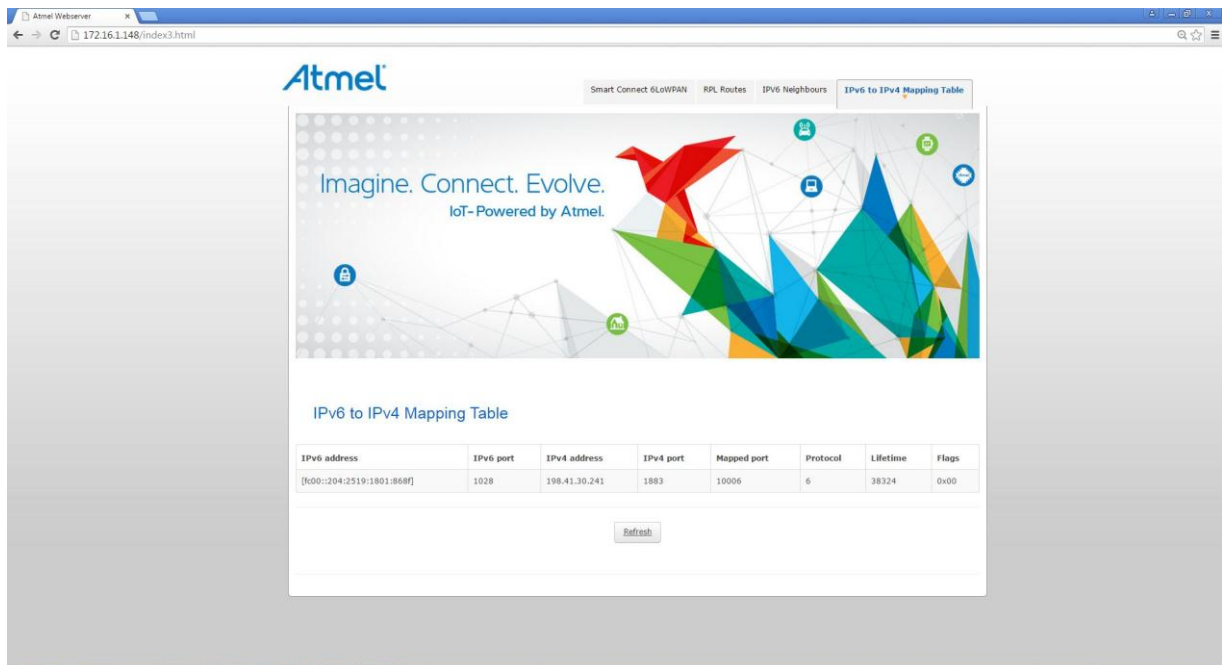 Atmel Webserver
172.16.1.148/index3.html
Atmel
Smart Connect 6LoWPAN RPL Routes IPV6 Neighbours IPv6 to IPv4 Mapping Table
Imagine. Connect. Evolve.
IoT-Powered by Atmel.
IPv6 to IPv4 Mapping Table
IPv6 address IPv6 port IPv4 address IPv4 port Mapped port Protocol Lifetime Flags
[fc00::204:2519:1801:868f] 1028 198.41.30.241 1883 10006 6 38324 0x00
Refresh